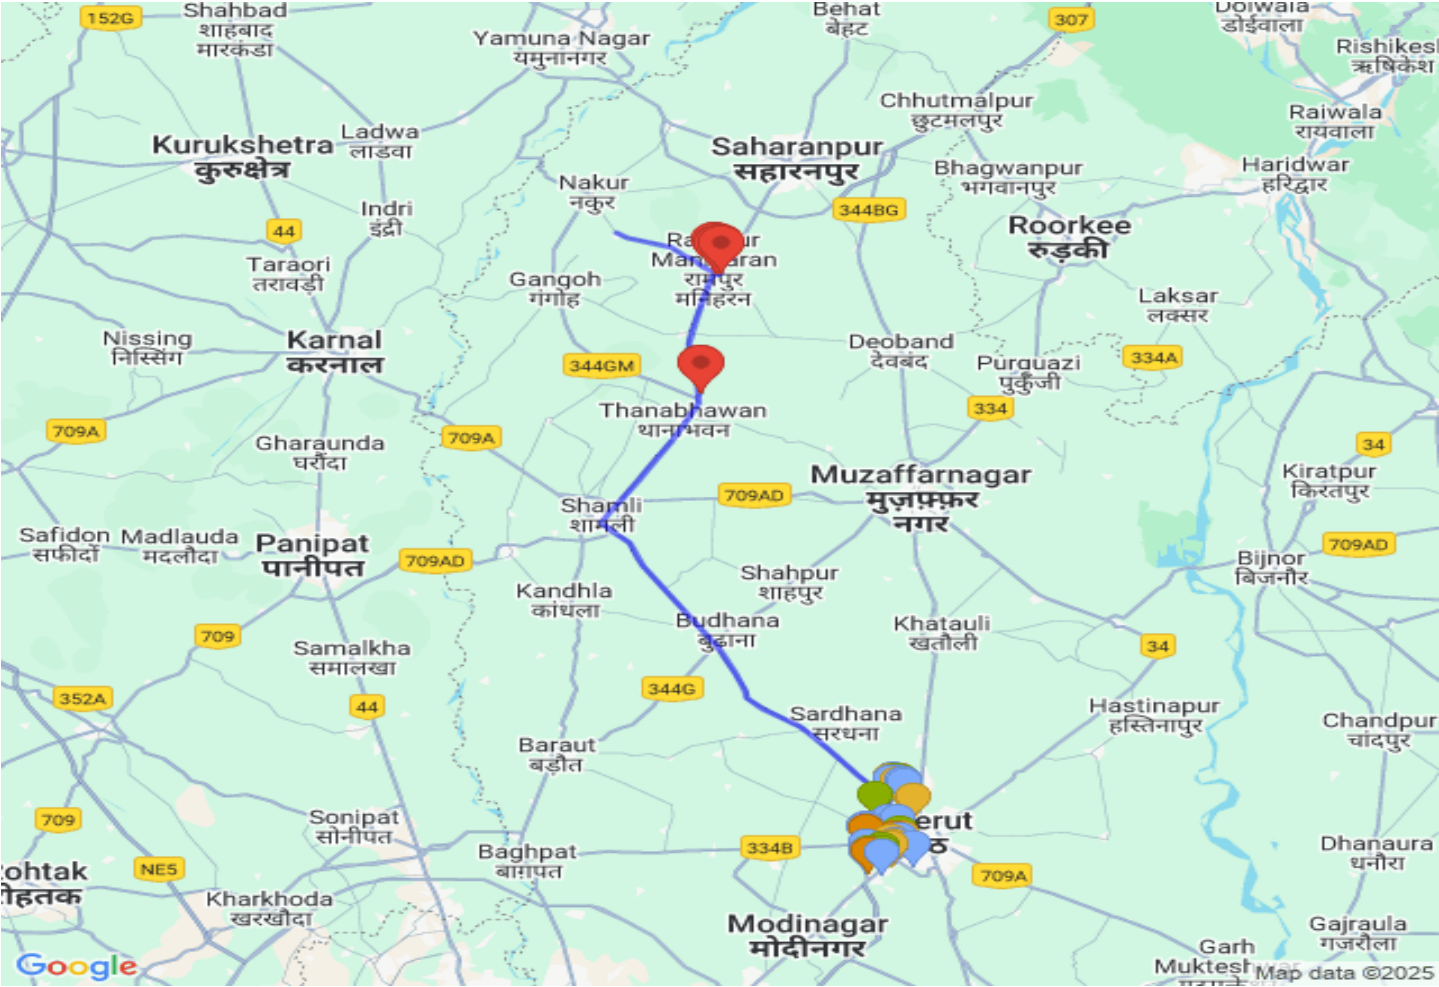 152G
Shahbad
शाहबाद
मारकंडा
Behat
बेहट
307
Doiwala
डोईवाला
Yamuna Nagar
यमुनानगर
Rishikesh
ऋषिकेश
Chhutmalpur
छुटमलपुर
Raiwala
रायवाला
Ladwa
लाडवा
Kurukshetra
कुरुक्षेत्र
Saharanpur
सहारनपुर
Bhagwanpur
भगवानपुर
Haridwar
हरिद्वार
Nakur
नकुर
Indri
इंद्री
344BG
Roorkee
रुड़की
44
Taraori
तरावड़ी
Gangoh
गंगोह
रामपुर
मनिहरन
Laksar
लक्सर
Nissing
निस्सिंग
Karnal
करनाल
344GM
Deoband
देवबंद
Purquazi
पुर्कुँजी
334A
Thanabhawan
थानाभवन
334
709A
709A
34
Gharaunda
घरौंदा
Muzaffarnagar
मुज़फ़्फ़र
नगर
Kiratpur
किरतपुर
709AD
Shamli
शामली
Safidon
सफीदों
Madlauda
मदलौदा
Panipat
पानीपत
709AD
709AD
Bijnor
बिजनौर
Shahpur
शाहपुर
Kandhla
कांधला
Budhana
बुढ़ाना
Khatauli
खतौली
709
Samalkha
समालखा
34
344G
352A
44
Hastinapur
हस्तिनापुर
Sardhana
सरधना
Chandpur
चांदपुर
Baraut
बड़ौत
709
Sonipat
सोनीपत
erut
ठ
334B
Baghpat
बाग़पत
Dhanaura
धनौरा
NE5
ohtak
ोहतक
709A
Kharkhoda
खरखौदा
Modinagar
मोदीनगर
Gajraula
गजरौला
Garh
Google
Map data ©2025